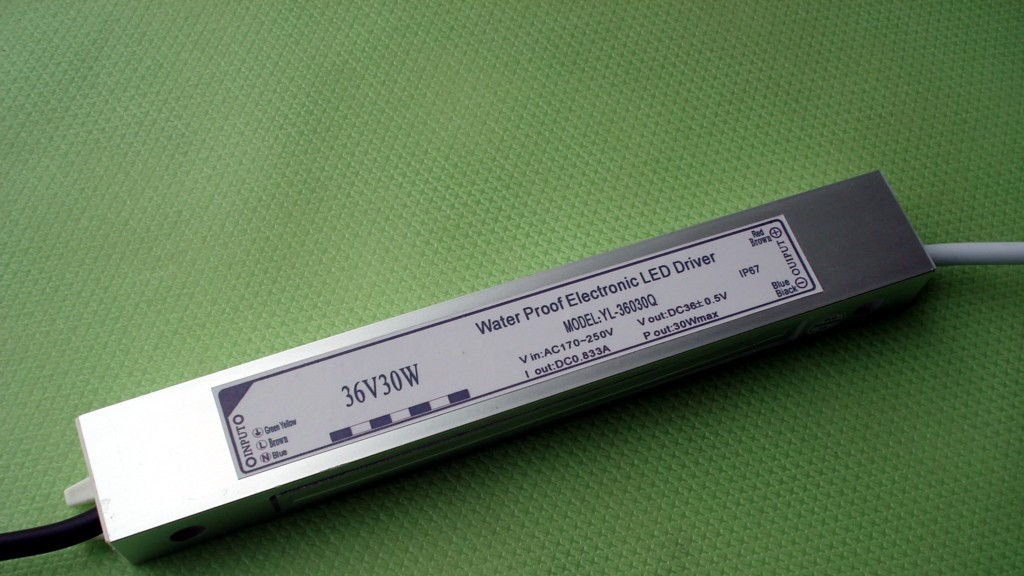 Water Proof Electronic LED Driver
MODEL:YL-36030Q
36V30W
V in:AC170~250V
V out:DC36±0.5V
I out:DC0.833A
P out:30Wmax
IP67
INPUT
⏚ Green Yellow
L Brown
N Blue
OUIPUT
Red
Brown
+
Blue
Black
−